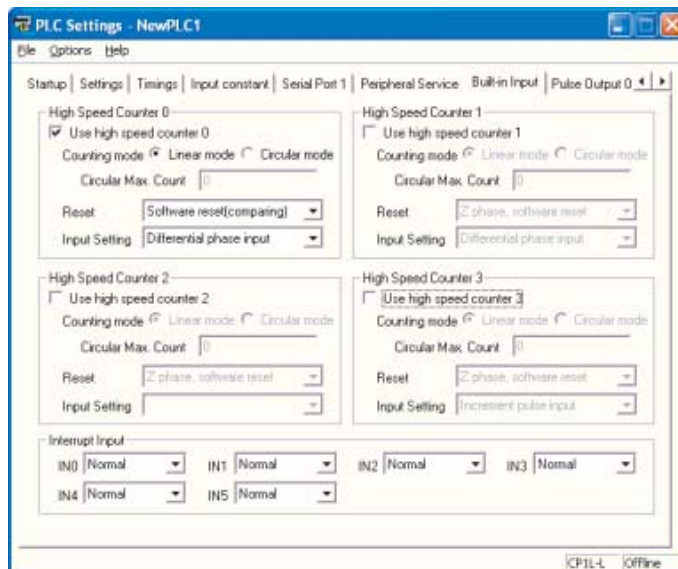 PLC Settings - NewPLC1
File Options Help
Startup Settings Timings Input constant Serial Port 1 Peripheral Service Built-in Input Pulse Output 0
High Speed Counter 0
Use high speed counter 0
Counting mode Linear mode Circular mode
Circular Max. Count 0
Reset Software reset(comparing)
Input Setting Differential phase input
High Speed Counter 1
Use high speed counter 1
Counting mode Linear mode Circular mode
Circular Max. Count 0
Reset Z phase, software reset
Input Setting Differential phase input
High Speed Counter 2
Use high speed counter 2
Counting mode Linear mode Circular mode
Circular Max. Count 0
Reset Z phase, software reset
Input Setting
High Speed Counter 3
Use high speed counter 3
Counting mode Linear mode Circular mode
Circular Max. Count 0
Reset Z phase, software reset
Input Setting Increment pulse input
Interrupt Input
IN0 Normal IN1 Normal IN2 Normal IN3 Normal
IN4 Normal IN5 Normal
CP1L-L Offline